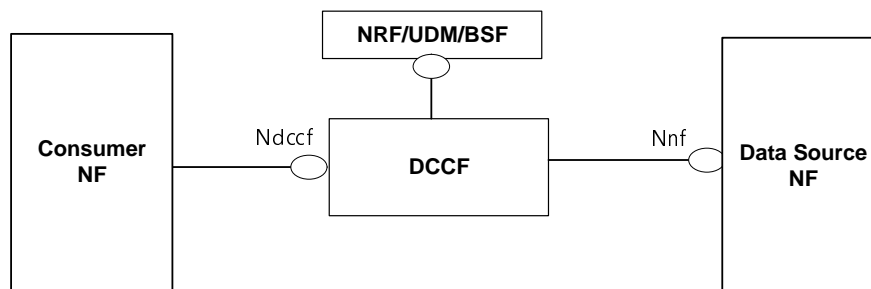 NRF/UDM/BSF
Consumer
NF
Ndccf
DCCF
Nnf
Data Source
NF